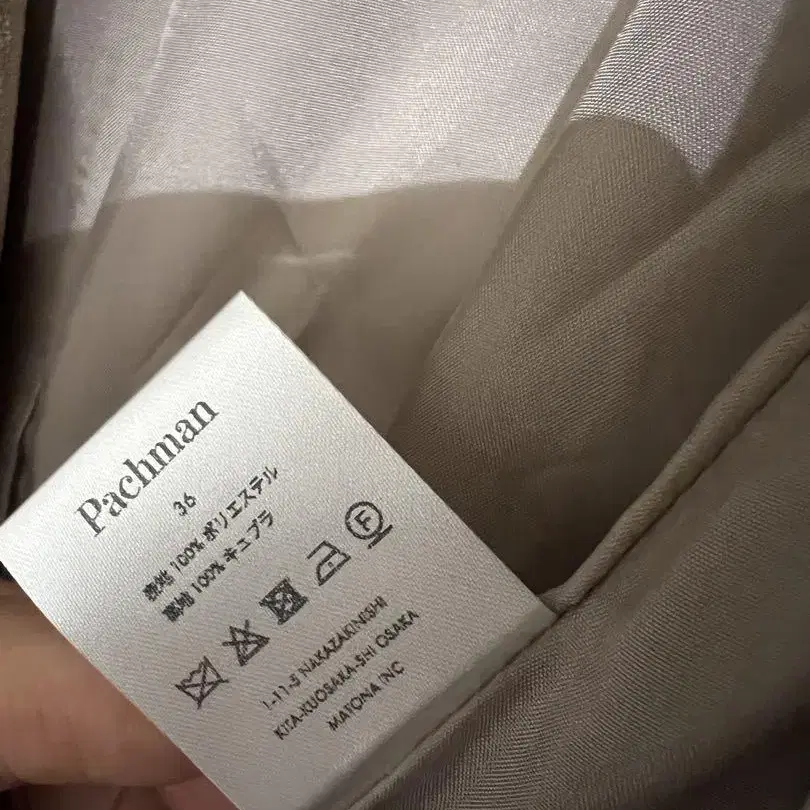 Pachman
36
表地 100% ポリエステル
裏地 100% キュプラ
F
1-11-5 NAKAZAKINISHI
KITA-KUOSAKA-SHI OSAKA
MATONA INC